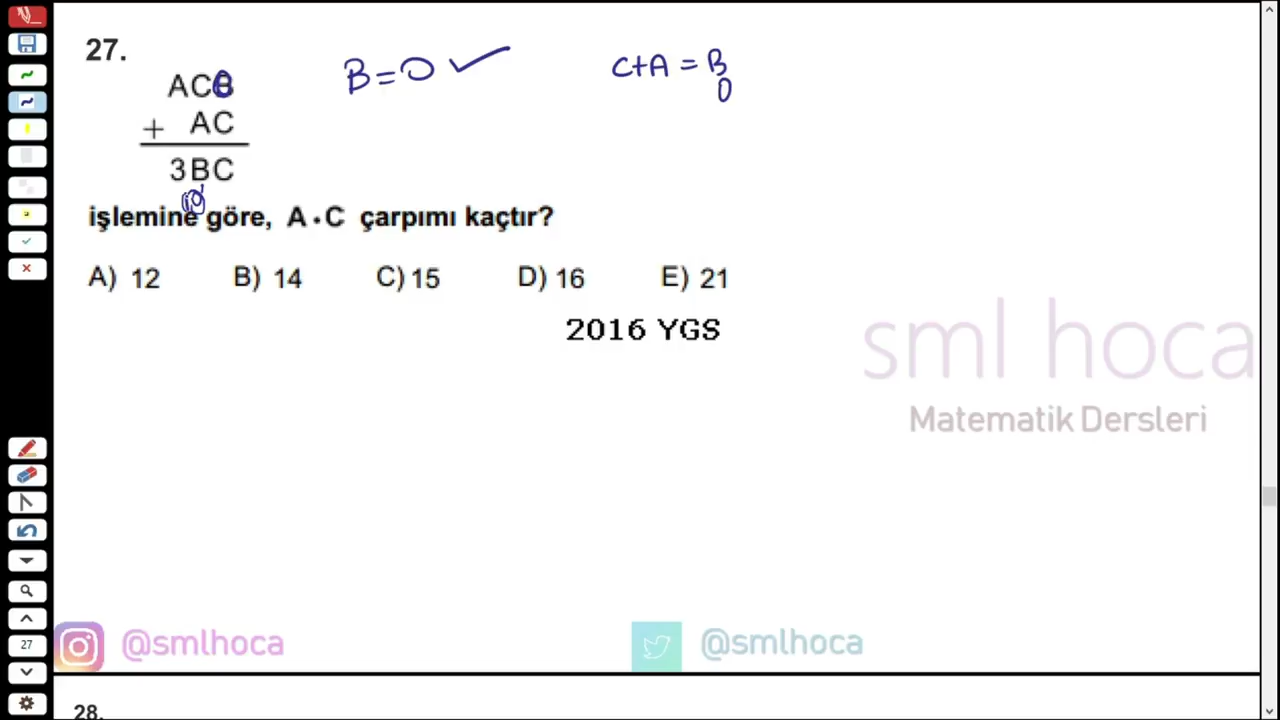 27.
B=0 C+A = B
0
ACB
+ AC
3BC
10
işlemine göre, A.C çarpımı kaçtır?
A) 12 B) 14 C) 15 D) 16 E) 21
2016 YGS
sml hoca
Matematik Dersleri
27
@smlhoca @smlhoca
28.